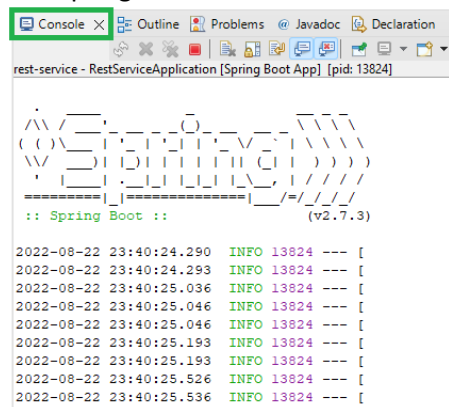 Console Outline Problems @ Javadoc Declaration
rest-service - RestServiceApplication [Spring Boot App] [pid: 13824]
Spring
:: Spring Boot :: (v2.7.3)
2022-08-22 23:40:24.290 INFO 13824 --- [
2022-08-22 23:40:24.293 INFO 13824 --- [
2022-08-22 23:40:25.036 INFO 13824 --- [
2022-08-22 23:40:25.046 INFO 13824 --- [
2022-08-22 23:40:25.046 INFO 13824 --- [
2022-08-22 23:40:25.193 INFO 13824 --- [
2022-08-22 23:40:25.193 INFO 13824 --- [
2022-08-22 23:40:25.526 INFO 13824 --- [
2022-08-22 23:40:25.536 INFO 13824 --- [